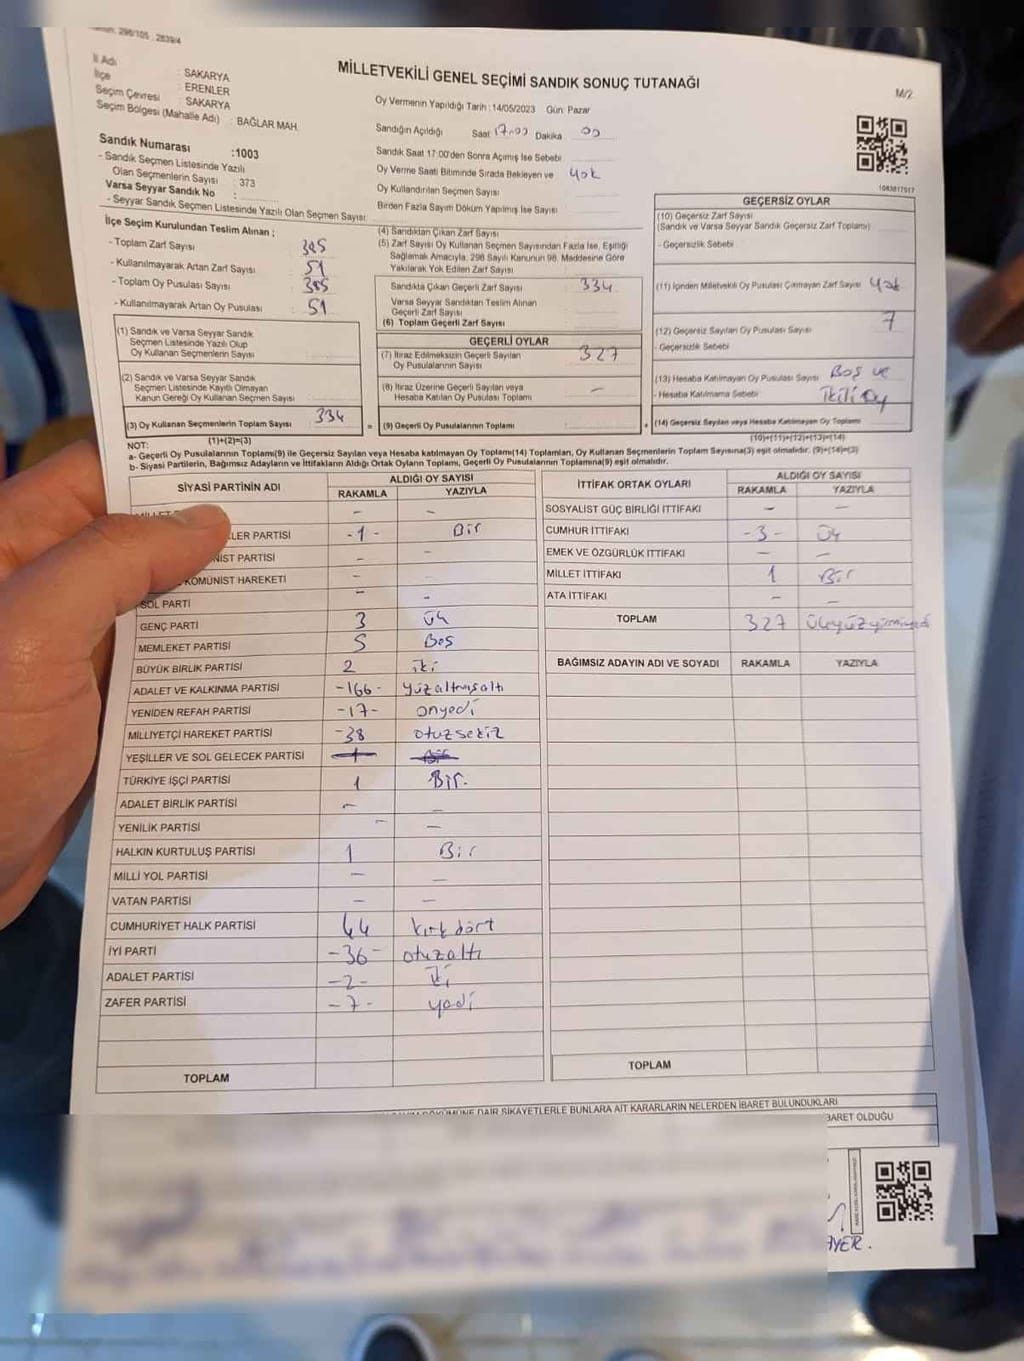 MİLLETVEKİLİ GENEL SEÇİMİ SANDIK SONUÇ TUTANAĞI
M/2
İl Adı : SAKARYA
İlçe : ERENLER
Seçim Çevresi : SAKARYA
Seçim Bölgesi (Mahalle Adı) : BAĞLAR MAH.
Sandık Numarası :1003
- Sandık Seçmen Listesinde Yazılı
Olan Seçmenlerin Sayısı : 373
Varsa Seyyar Sandık No :
- Seyyar Sandık Seçmen Listesinde Yazılı Olan Seçmen Sayısı:
Oy Vermenin Yapıldığı Tarih :14/05/2023 Gün: Pazar
Sandığın Açıldığı Saat 17.00 Dakika 00
Sandık Saat 17:00'den Sonra Açımış İse Sebebi
Oy Verme Saati Bitiminde Sırada Bekleyen ve yok
Oy Kullandırılan Seçmen Sayısı
Birden Fazla Sayım Döküm Yapılmış İse Sayısı
1083817517
İlçe Seçim Kurulundan Teslim Alınan ;
- Toplam Zarf Sayısı 385
- Kullanılmayarak Artan Zarf Sayısı 51
- Toplam Oy Pusulası Sayısı 385
- Kullanılmayarak Artan Oy Pusulası 51
(1) Sandık ve Varsa Seyyar Sandık
Seçmen Listesinde Yazılı Olup
Oy Kullanan Seçmenlerin Sayısı
(2) Sandık ve Varsa Seyyar Sandık
Seçmen Listesinde Kayıtlı Olmayan
Kanun Gereği Oy Kullanan Seçmen Sayısı
(3) Oy Kullanan Seçmenlerin Toplam Sayısı 334
(1)+(2)=(3)
(4) Sandıktan Çıkan Zarf Sayısı
(5) Zarf Sayısı Oy Kullanan Seçmen Sayısından Fazla İse, Eşitliği
Sağlamak Amacıyla, 298 Sayılı Kanunun 98. Maddesine Göre
Yakılarak Yok Edilen Zarf Sayısı
Sandıkta Çıkan Geçerli Zarf Sayısı 334
Varsa Seyyar Sandıktan Teslim Alınan
Geçerli Zarf Sayısı
(6) Toplam Geçerli Zarf Sayısı
GEÇERLİ OYLAR
(7) İtiraz Edilmeksizin Geçerli Sayılan 327
Oy Pusulalarının Sayısı
(8) İtiraz Üzerine Geçerli Sayılan veya –
Hesaba Katılan Oy Pusulası Toplamı
= (9) Geçerli Oy Pusulalarının Toplamı
GEÇERSİZ OYLAR
(10) Geçersiz Zarf Sayısı
(Sandık ve Varsa Seyyar Sandık Geçersiz Zarf Toplamı)
- Geçersizlik Sebebi
(11) İçinden Milletvekili Oy Pusulası Çıkmayan Zarf Sayısı yok
(12) Geçersiz Sayılan Oy Pusulası Sayısı 7
- Geçersizlik Sebebi
(13) Hesaba Katılmayan Oy Pusulası Sayısı Boş ve
- Hesaba Katılmama Sebebi ikili oy
+ (14) Geçersiz Sayılan veya Hesaba Katılmayan Oy Toplamı
(10)+(11)+(12)+(13)=(14)
NOT:
a- Geçerli Oy Pusulalarının Toplamı(9) ile Geçersiz Sayılan veya Hesaba katılmayan Oy Toplamı(14) Toplamları, Oy Kullanan Seçmenlerin Toplam Sayısına(3) eşit olmalıdır. (9)+(14)=(3)
b- Siyasi Partilerin, Bağımsız Adayların ve İttifakların Aldığı Ortak Oyların Toplamı, Geçerli Oy Pusulalarının Toplamına(9) eşit olmalıdır.
SİYASİ PARTİNİN ADI ALDIĞI OY SAYISI
RAKAMLA YAZIYLA
– –
LER PARTİSİ -1- Bir
NİST PARTİSİ – –
KOMÜNİST HAREKETİ – –
SOL PARTİ – –
GENÇ PARTİ 3 üç
MEMLEKET PARTİSİ 5 Beş
BÜYÜK BİRLİK PARTİSİ 2 iki
ADALET VE KALKINMA PARTİSİ -166- yüzaltmışaltı
YENİDEN REFAH PARTİSİ -17- onyedi
MİLLİYETÇİ HAREKET PARTİSİ -38 otuzsekiz
YEŞİLLER VE SOL GELECEK PARTİSİ
TÜRKİYE İŞÇİ PARTİSİ 1 Bir.
ADALET BİRLİK PARTİSİ – –
YENİLİK PARTİSİ – –
HALKIN KURTULUŞ PARTİSİ 1 Bir
MİLLİ YOL PARTİSİ – –
VATAN PARTİSİ – –
CUMHURİYET HALK PARTİSİ 44 kırkdört
İYİ PARTİ -36- otuzaltı
ADALET PARTİSİ -2- iki
ZAFER PARTİSİ -7- yedi
TOPLAM
İTTİFAK ORTAK OYLARI ALDIĞI OY SAYISI
RAKAMLA YAZIYLA
SOSYALİST GÜÇ BİRLİĞİ İTTİFAKI – –
CUMHUR İTTİFAKI -3- Üç
EMEK VE ÖZGÜRLÜK İTTİFAKI – –
MİLLET İTTİFAKI 1 Bir
ATA İTTİFAKI – –
TOPLAM 327 üçyüzyirmiyedi
BAĞIMSIZ ADAYIN ADI VE SOYADI RAKAMLA YAZIYLA
TOPLAM
DAİR ŞİKAYETLERLE BUNLARA AİT KARARLARIN NELERDEN İBARET BULUNDUKLARI
BARET OLDUĞU